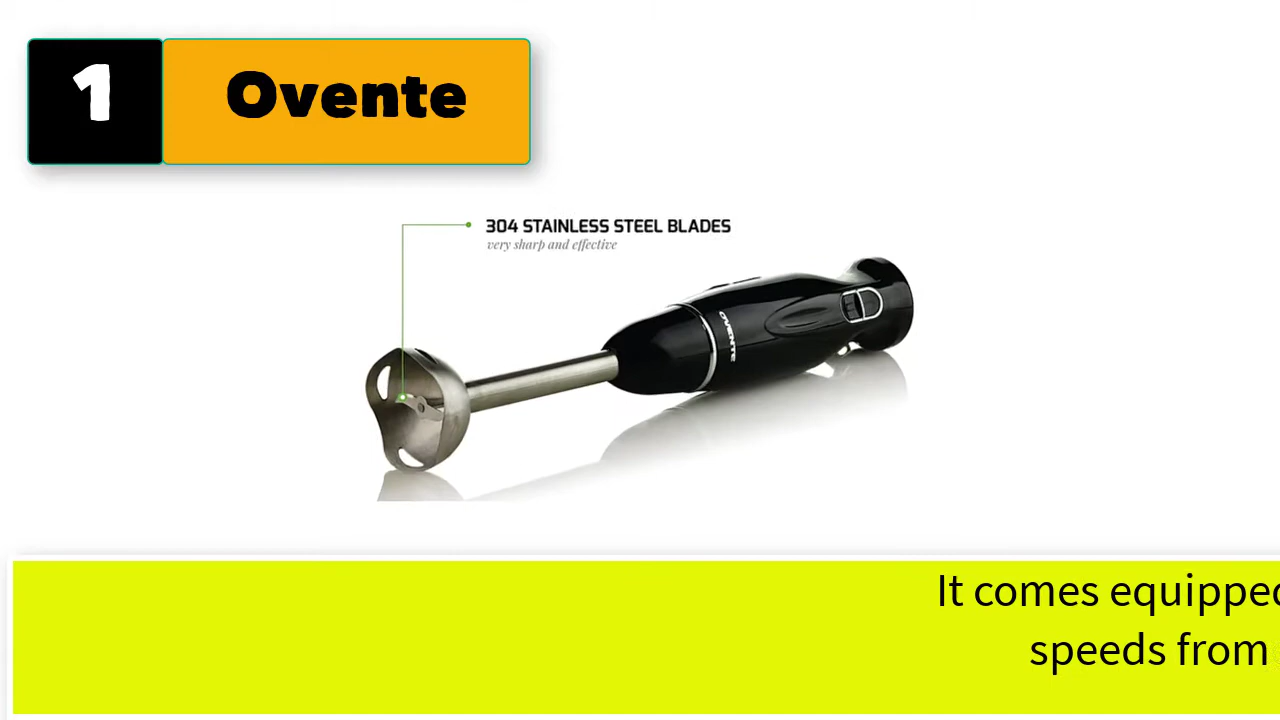 1 Ovente
304 STAINLESS STEEL BLADES
very sharp and effective
OVENTE
It comes equipped
speeds from